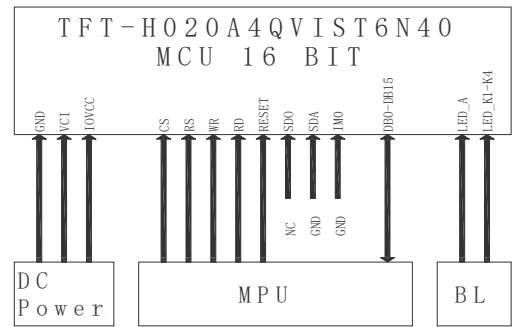 TFT-H020A4QVIST6N40
MCU 16 BIT
GND
VCI
IOVCC
CS
RS
WR
RD
RESET
SDO
SDA
IM0
DB0-DB15
LED_A
LED_K1-K4
NC
GND
GND
DC
Power
MPU
BL